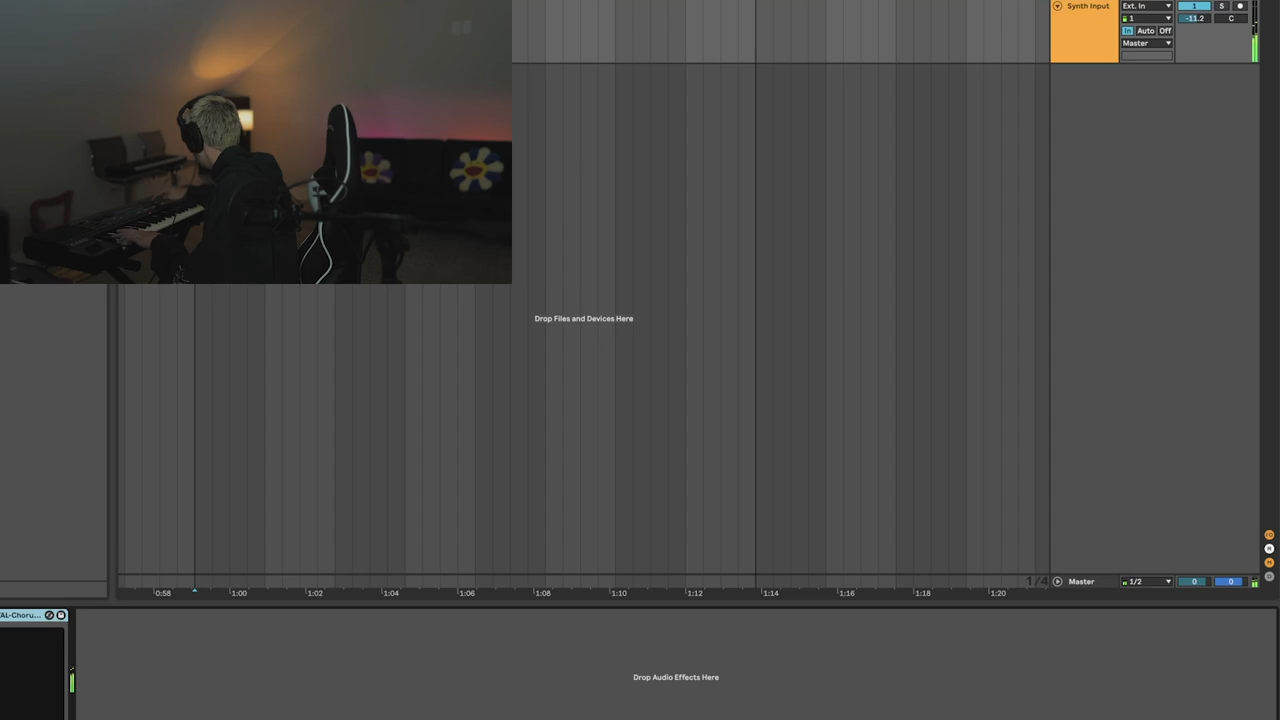 Synth Input
Ext. In
1
S
1
-11.2
C
In
Auto
Off
Master
Drop Files and Devices Here
1/4
Master
1/2
0
0
0:58
1:00
1:02
1:04
1:06
1:08
1:10
1:12
1:14
1:16
1:18
1:20
AL-Choru...
Drop Audio Effects Here